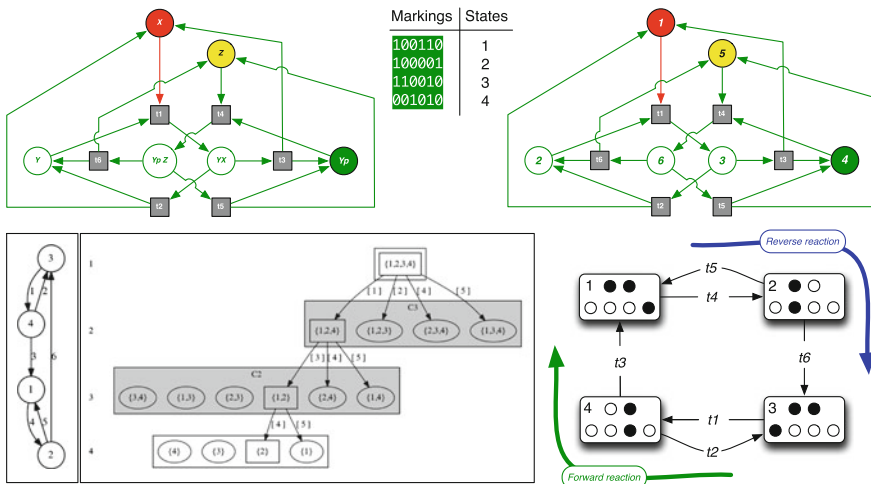 X
Z
t1
t4
Y
t6
Yp Z
YX
t3
Yp
t2
t5
Markings States
100110 1
100001 2
110010 3
001010 4
1
5
t1
t4
2
t6
6
3
t3
4
t2
t5
3
1 2
4
3 6
1
4 5
2
1 {1,2,3,4}
[1] [2] [4] [5]
C3
2 {1,2,4} {1,2,3} {2,3,4} {1,3,4}
[3] [4] [5]
C2
3 {3,4} {1,3} {2,3} {1,2} {2,4} {1,4}
[4] [5]
4 {4} {3} {2} {1}
Reverse reaction
1 t5 2
t4
t3 t6
4 t1 3
t2
Forward reaction